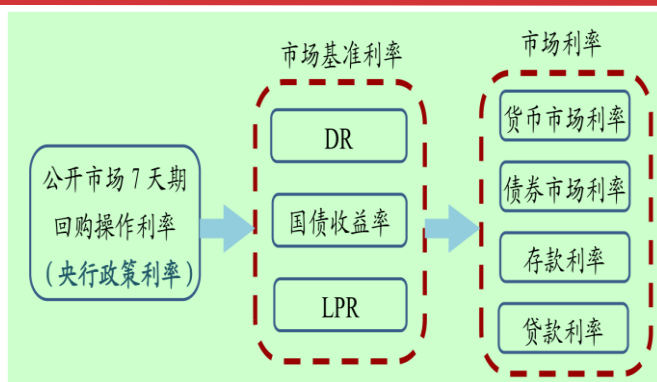 公开市场7天期
回购操作利率
（央行政策利率）
市场基准利率
DR
国债收益率
LPR
市场利率
货币市场利率
债券市场利率
存款利率
贷款利率